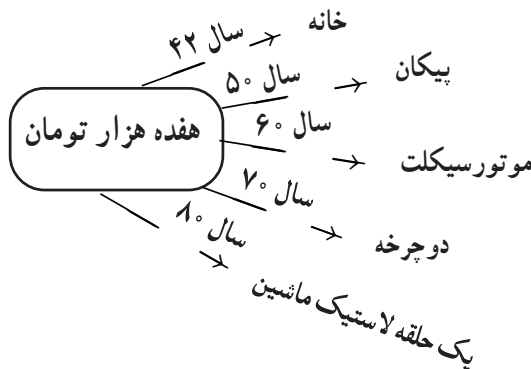 هفده هزار تومان
سال ۴۲
خانه
سال ۵۰
پیکان
سال ۶۰
موتورسیکلت
سال ۷۰
دوچرخه
سال ۸۰
یک حلقه لاستیک ماشین